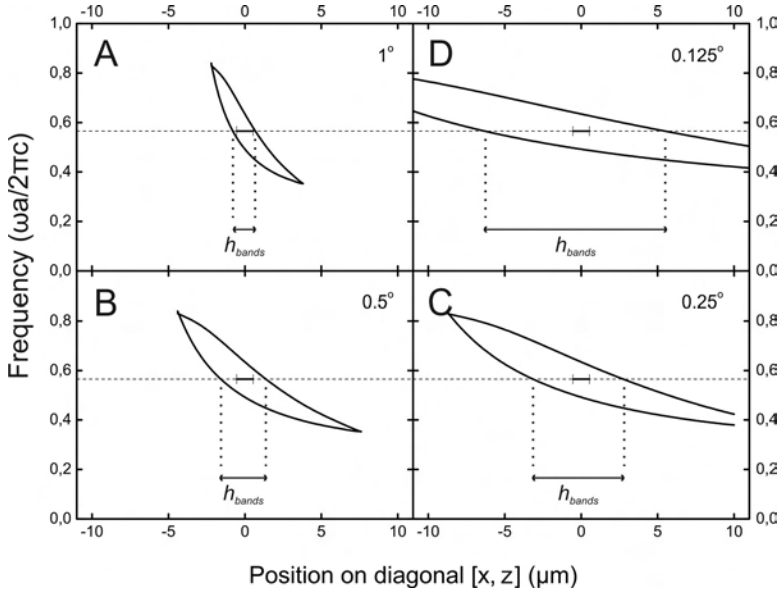 -10 -5 0 5 10 -10 -5 0 5 10
1,0 1,0
A 1° D 0.125°
0,8 0,8
0,6 0,6
0,4 0,4
0,2 0,2
h_bands h_bands
0,0 0,0
B 0.5° C 0.25°
0,8 0,8
0,6 0,6
0,4 0,4
0,2 0,2
h_bands h_bands
0,0 0,0
-10 -5 0 5 10 -10 -5 0 5 10
Frequency (ωa/2πc)
Position on diagonal [x, z] (µm)